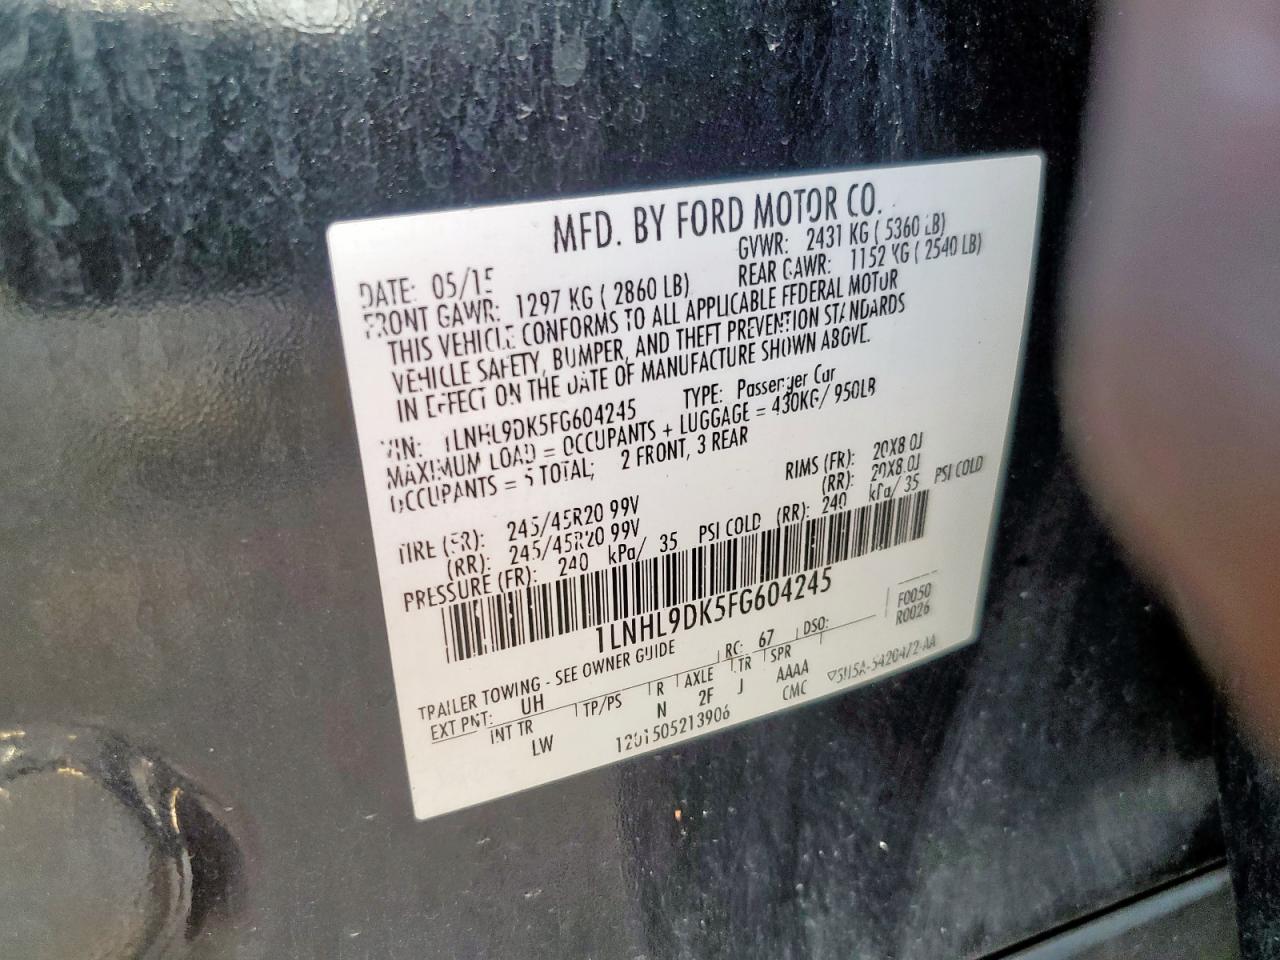 MFD. BY FORD MOTOR CO.
DATE: 05/15
GVWR: 2431 KG ( 5360 LB)
FRONT GAWR: 1297 KG ( 2860 LB)
REAR GAWR: 1152 KG ( 2540 LB)
THIS VEHICLE CONFORMS TO ALL APPLICABLE FEDERAL MOTOR
VEHICLE SAFETY, BUMPER, AND THEFT PREVENTION STANDARDS
IN EFFECT ON THE DATE OF MANUFACTURE SHOWN ABOVE.
VIN: 1LNHL9DK5FG604245
TYPE: Passenger Car
MAXIMUM LOAD = OCCUPANTS + LUGGAGE = 430KG/ 950LB
OCCUPANTS = 5 TOTAL; 2 FRONT, 3 REAR
TIRE (FR): 245/45R20 99V
RIMS (FR): 20X8.0J
(RR): 245/45R20 99V
(RR): 20X8.0J
PRESSURE (FR): 240 kPa/ 35 PSI COLD (RR): 240 kPa/ 35 PSI COLD
1LNHL9DK5FG604245
TRAILER TOWING - SEE OWNER GUIDE
F0050
R0026
EXT PNT: UH RC: 67 DSO:
INT TR TP/PS R AXLE TR SPR
LW N 2F J AAAA
1201505213906 CMC